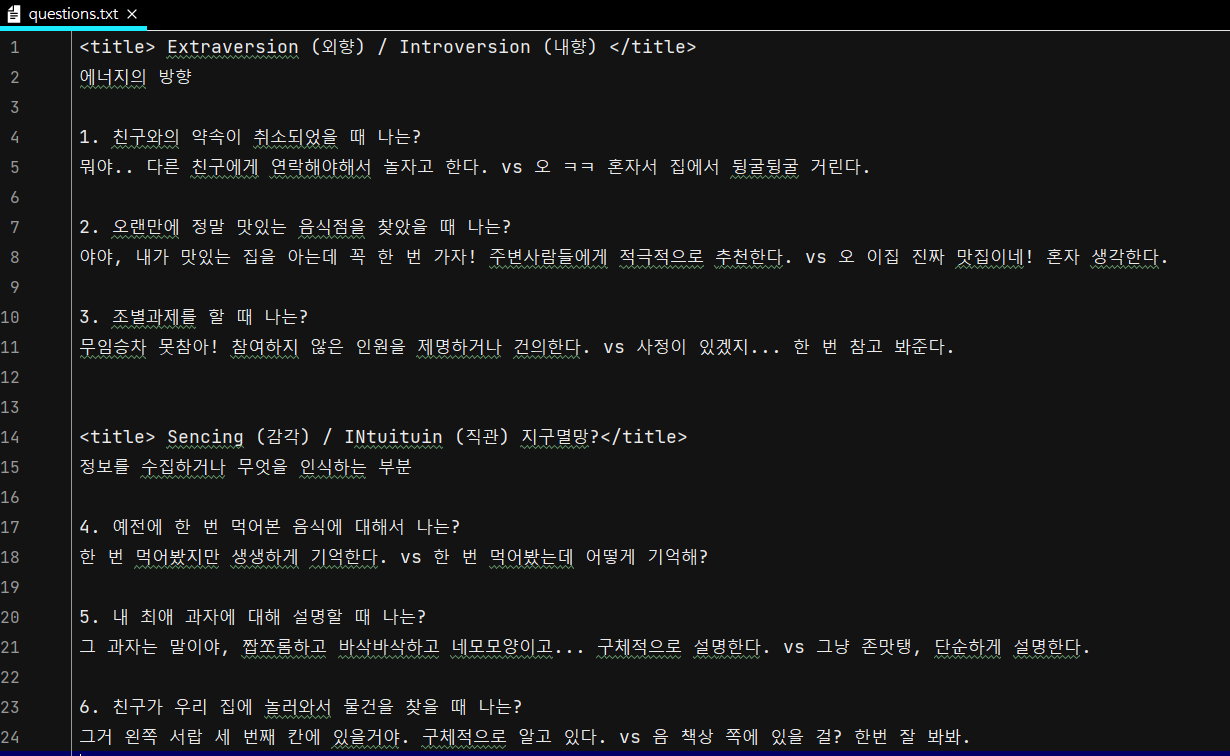 questions.txt
1 <title> Extraversion (외향) / Introversion (내향) </title>
2 에너지의 방향
3
4 1. 친구와의 약속이 취소되었을 때 나는?
5 뭐야.. 다른 친구에게 연락해야해서 놀자고 한다. vs 오 ㅋㅋ 혼자서 집에서 뒹굴뒹굴 거린다.
6
7 2. 오랜만에 정말 맛있는 음식점을 찾았을 때 나는?
8 야야, 내가 맛있는 집을 아는데 꼭 한 번 가자! 주변사람들에게 적극적으로 추천한다. vs 오 이집 진짜 맛집이네! 혼자 생각한다.
9
10 3. 조별과제를 할 때 나는?
11 무임승차 못참아! 참여하지 않은 인원을 제명하거나 건의한다. vs 사정이 있겠지... 한 번 참고 봐준다.
12
13
14 <title> Sencing (감각) / INtuituin (직관) 지구멸망?</title>
15 정보를 수집하거나 무엇을 인식하는 부분
16
17 4. 예전에 한 번 먹어본 음식에 대해서 나는?
18 한 번 먹어봤지만 생생하게 기억한다. vs 한 번 먹어봤는데 어떻게 기억해?
19
20 5. 내 최애 과자에 대해 설명할 때 나는?
21 그 과자는 말이야, 짭쪼롬하고 바삭바삭하고 네모모양이고... 구체적으로 설명한다. vs 그냥 존맛탱, 단순하게 설명한다.
22
23 6. 친구가 우리 집에 놀러와서 물건을 찾을 때 나는?
24 그거 왼쪽 서랍 세 번째 칸에 있을거야. 구체적으로 알고 있다. vs 음 책상 쪽에 있을 걸? 한번 잘 봐봐.